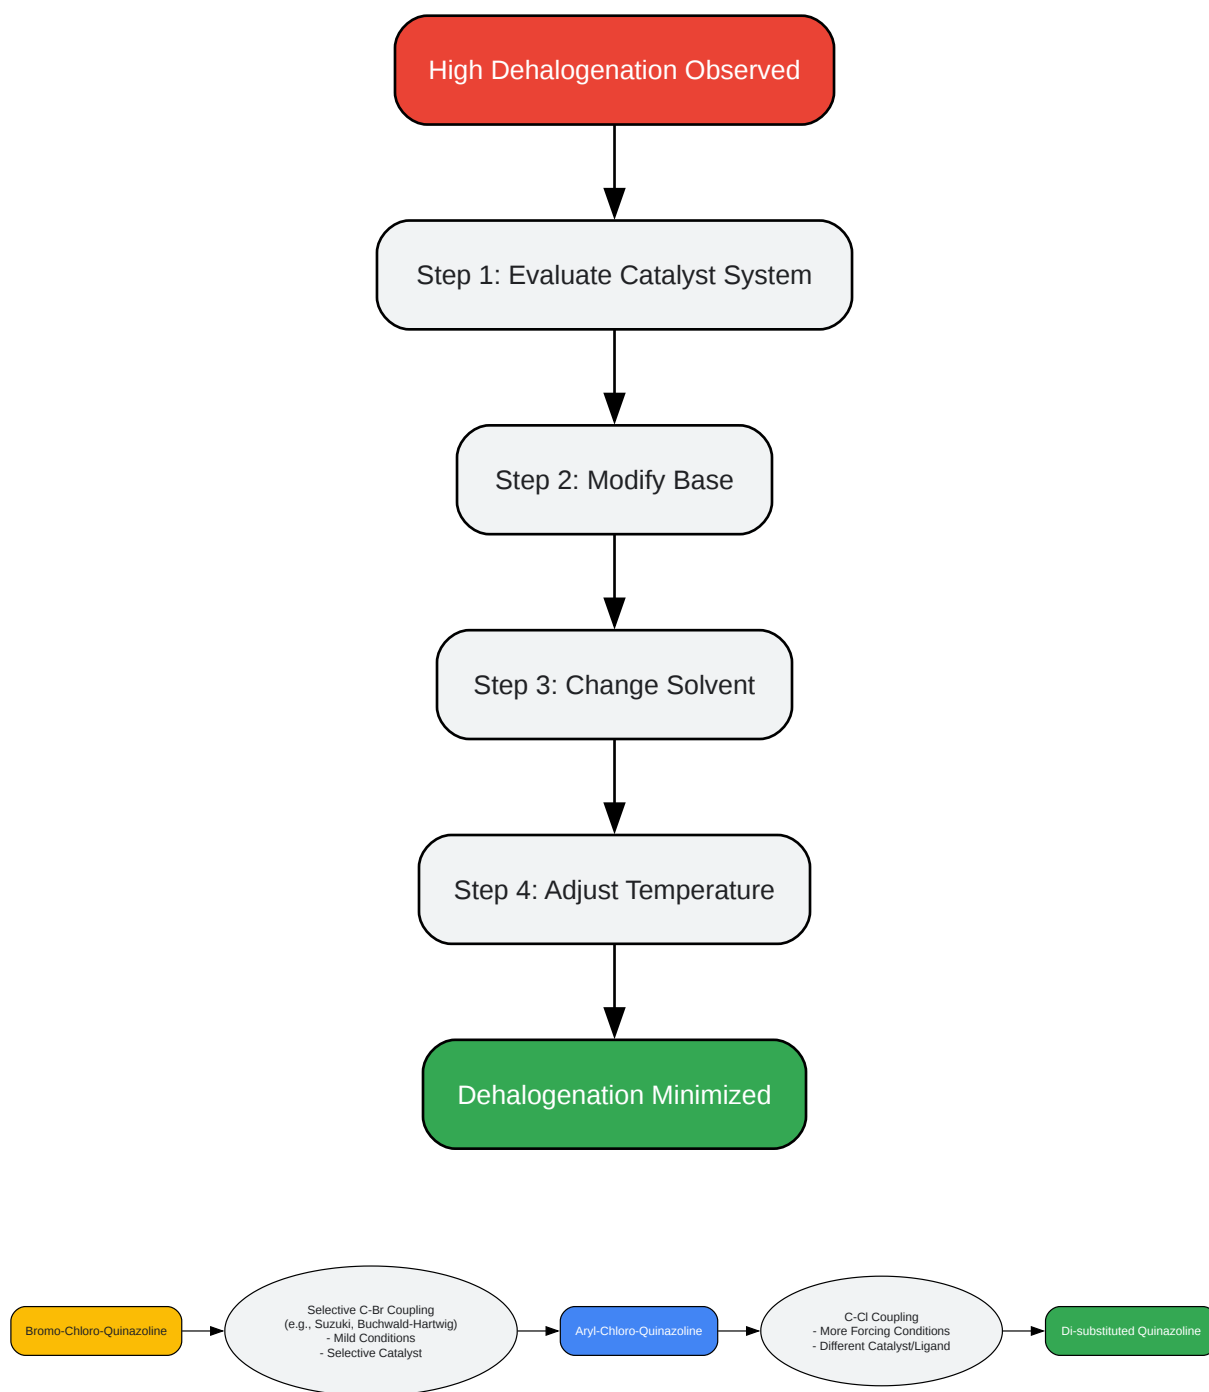 High Dehalogenation Observed
Step 1: Evaluate Catalyst System
Step 2: Modify Base
Step 3: Change Solvent
Step 4: Adjust Temperature
Dehalogenation Minimized
Bromo-Chloro-Quinazoline
Selective C-Br Coupling
(e.g., Suzuki, Buchwald-Hartwig)
- Mild Conditions
- Selective Catalyst
Aryl-Chloro-Quinazoline
C-Cl Coupling
- More Forcing Conditions
- Different Catalyst/Ligand
Di-substituted Quinazoline